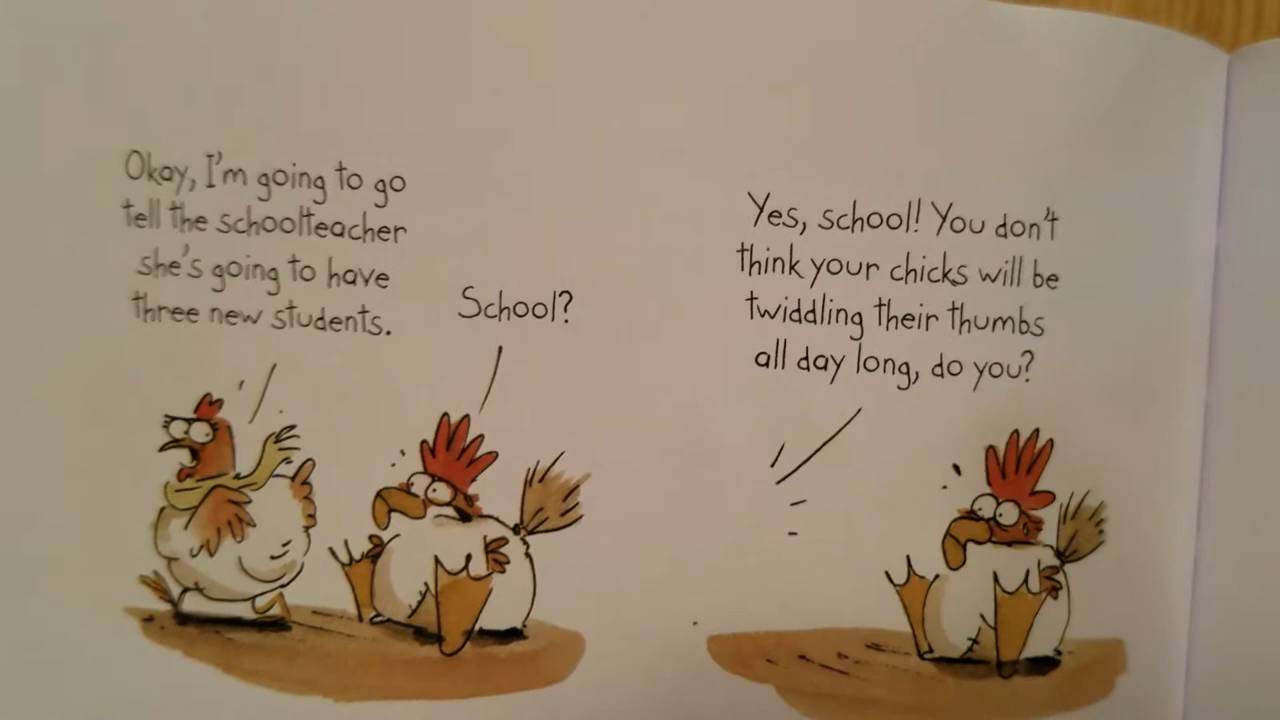 Okay, I'm going to go
tell the schoolteacher
she's going to have
three new students.
School?
Yes, school! You don't
think your chicks will be
twiddling their thumbs
all day long, do you?